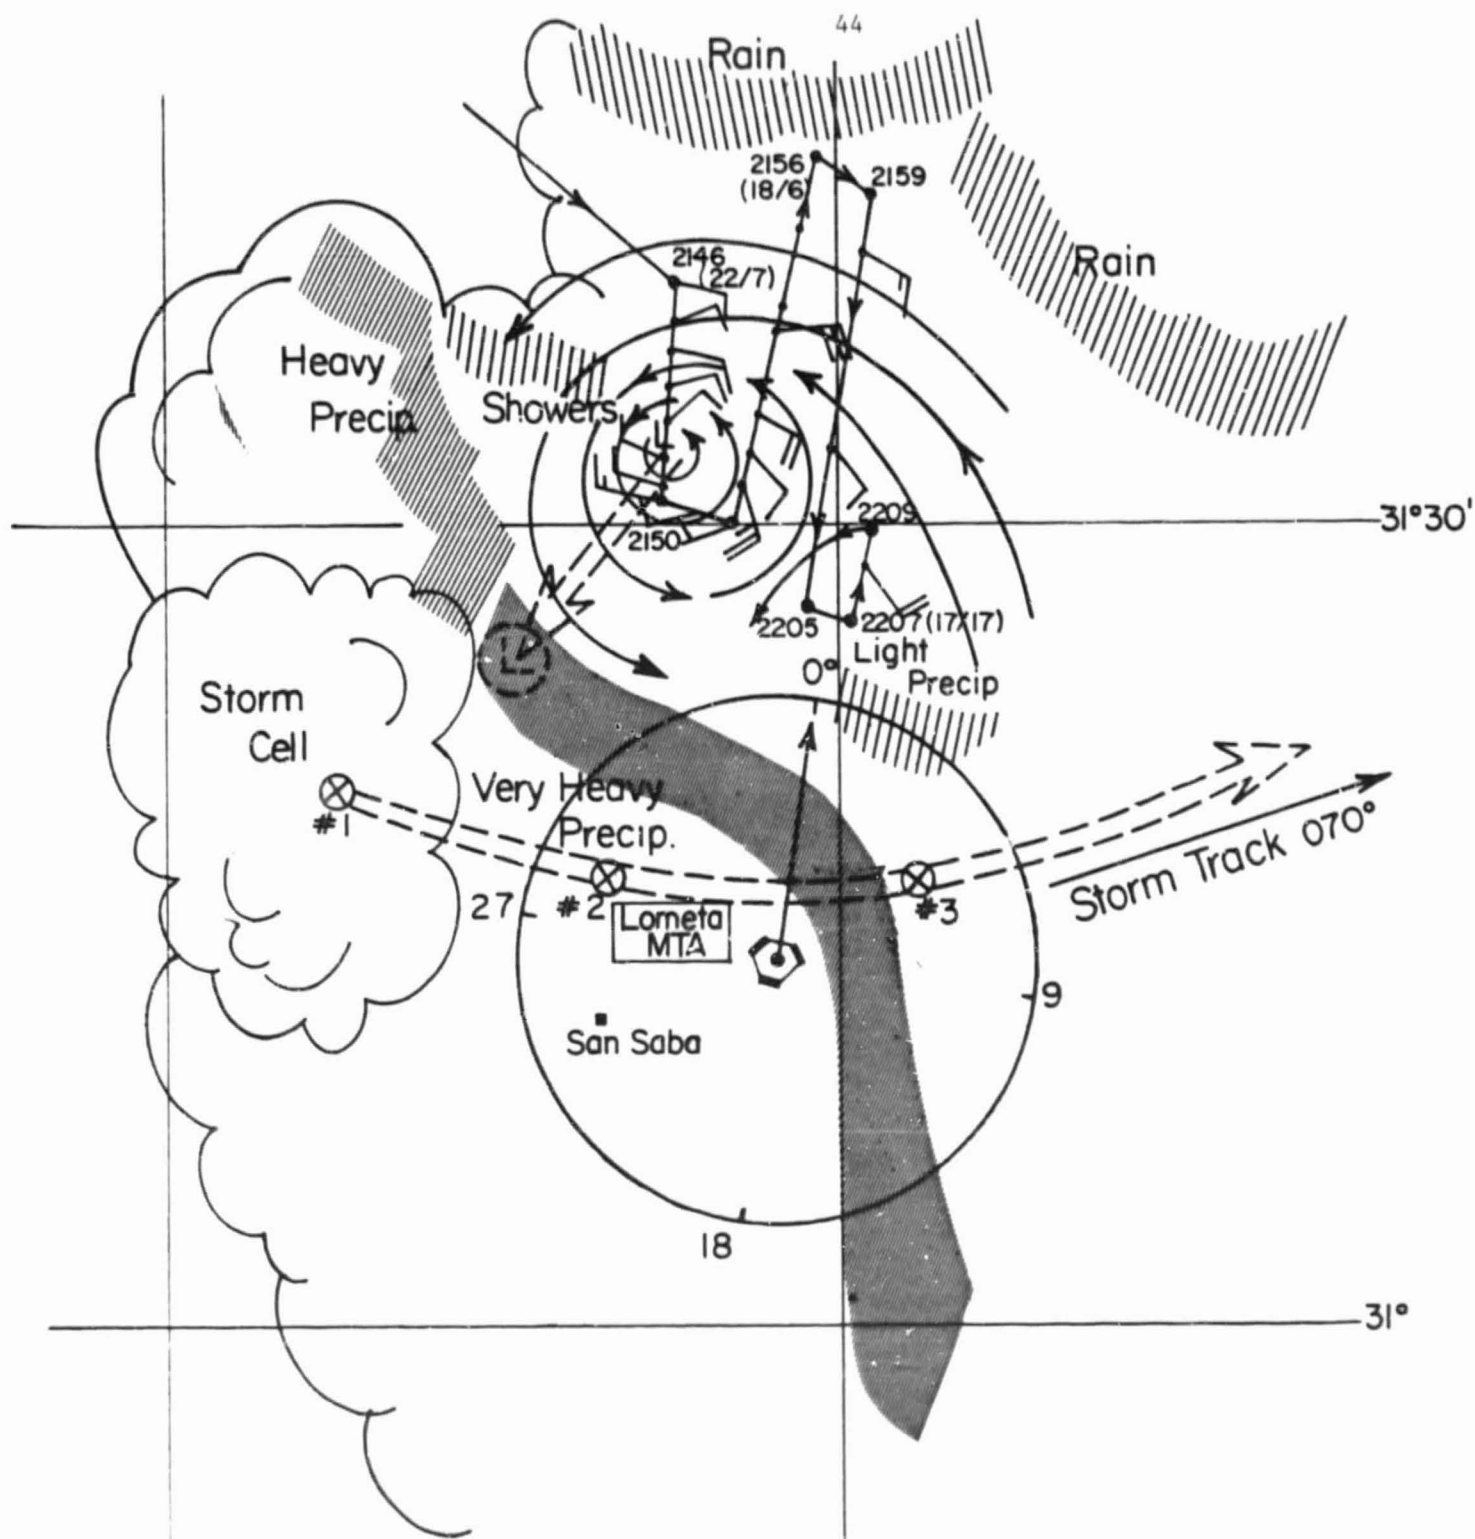 44
Rain
2156
(18/6)
2159
2146
(22/7)
Rain
Heavy
Precip.
Showers
L
31°30'
2209
2150
2205
2207(17/17)
Light
Precip
0°
L
Storm
Cell
#1
Very Heavy
Precip.
27
#2
Lometa
MTA
#3
Storm Track 070°
9
San Saba
18
31°